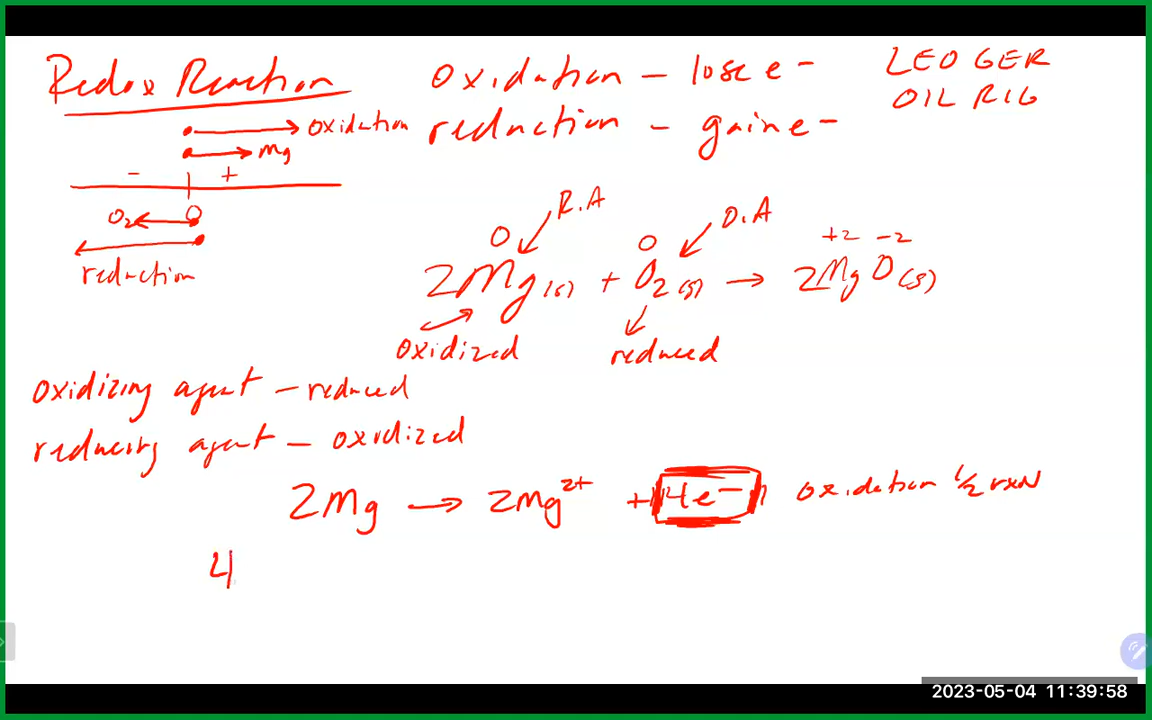 Redox Reaction
Oxidation - lose e-
LEO GER
OIL RIG
oxidation
reduction - gain e-
Mg
- +
O2 0
reduction
R.A
O.A
0 0 +2 -2
2Mg(s) + O2(g) → 2MgO(s)
oxidized reduced
oxidizing agent - reduced
reducing agent - oxidized
2Mg → 2Mg²⁺ + 4e⁻ oxidation 1/2 rxn
4
2023-05-04 11:39:58